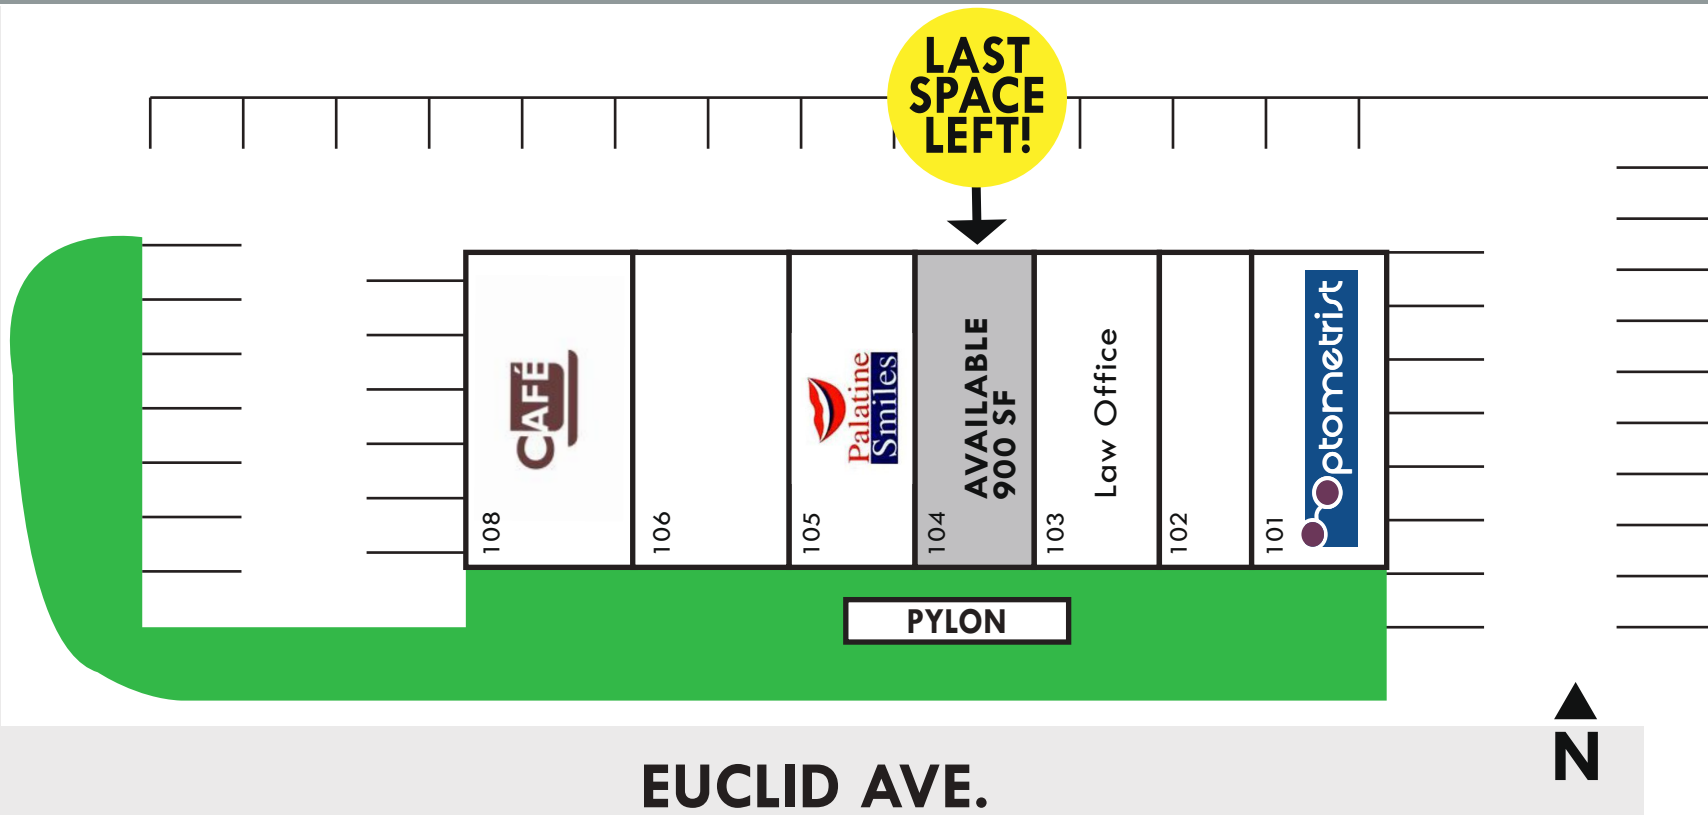 LAST
SPACE
LEFT!
CAFÉ
108
106
Palatine
Smiles
105
AVAILABLE
900 SF
104
Law Office
103
102
Optometrist
101
PYLON
N
EUCLID AVE.